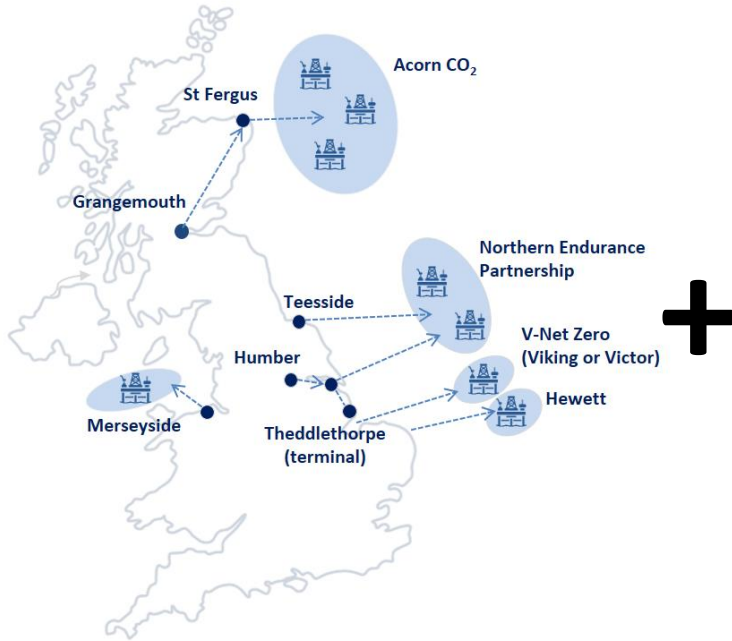 Acorn CO₂
St Fergus
Grangemouth
Northern Endurance
Partnership
Teesside
V-Net Zero
(Viking or Victor)
Humber
Hewett
Merseyside
Theddlethorpe
(terminal)